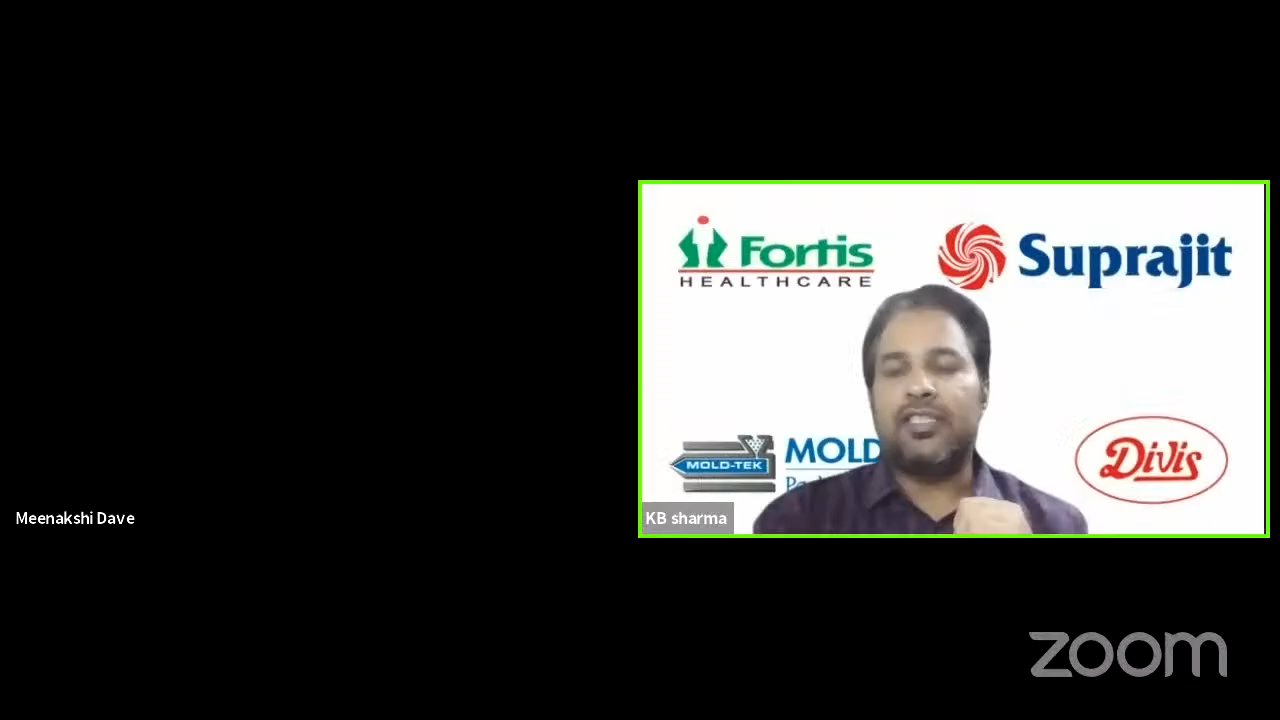 Fortis
HEALTHCARE
Suprajit
MOLD-TEK
MOLD
Divis
Meenakshi Dave
KB sharma
zoom